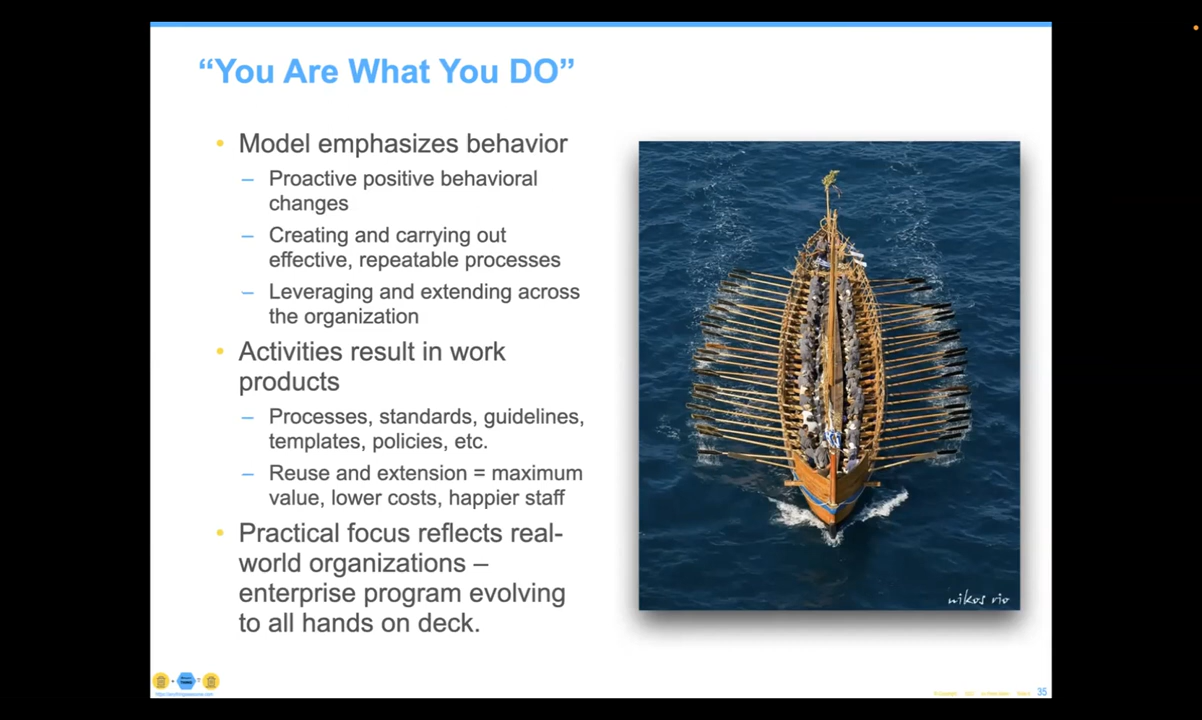 “You Are What You DO”
• Model emphasizes behavior
– Proactive positive behavioral
changes
– Creating and carrying out
effective, repeatable processes
– Leveraging and extending across
the organization
• Activities result in work
products
– Processes, standards, guidelines,
templates, policies, etc.
– Reuse and extension = maximum
value, lower costs, happier staff
• Practical focus reflects real-
world organizations –
enterprise program evolving
to all hands on deck.
nikos rio
35